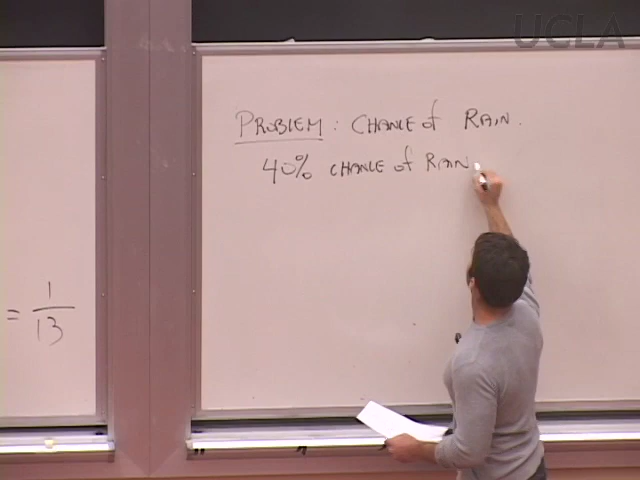 UCLA
PROBLEM: CHANCE of RAIN.
40% CHANCE of RAIN
= 1/13